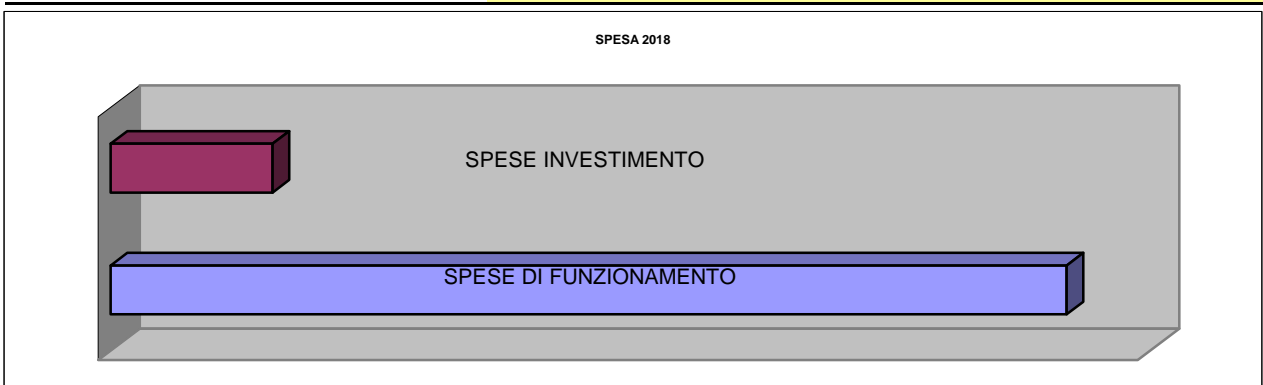 SPESA 2018
SPESE INVESTIMENTO
SPESE DI FUNZIONAMENTO